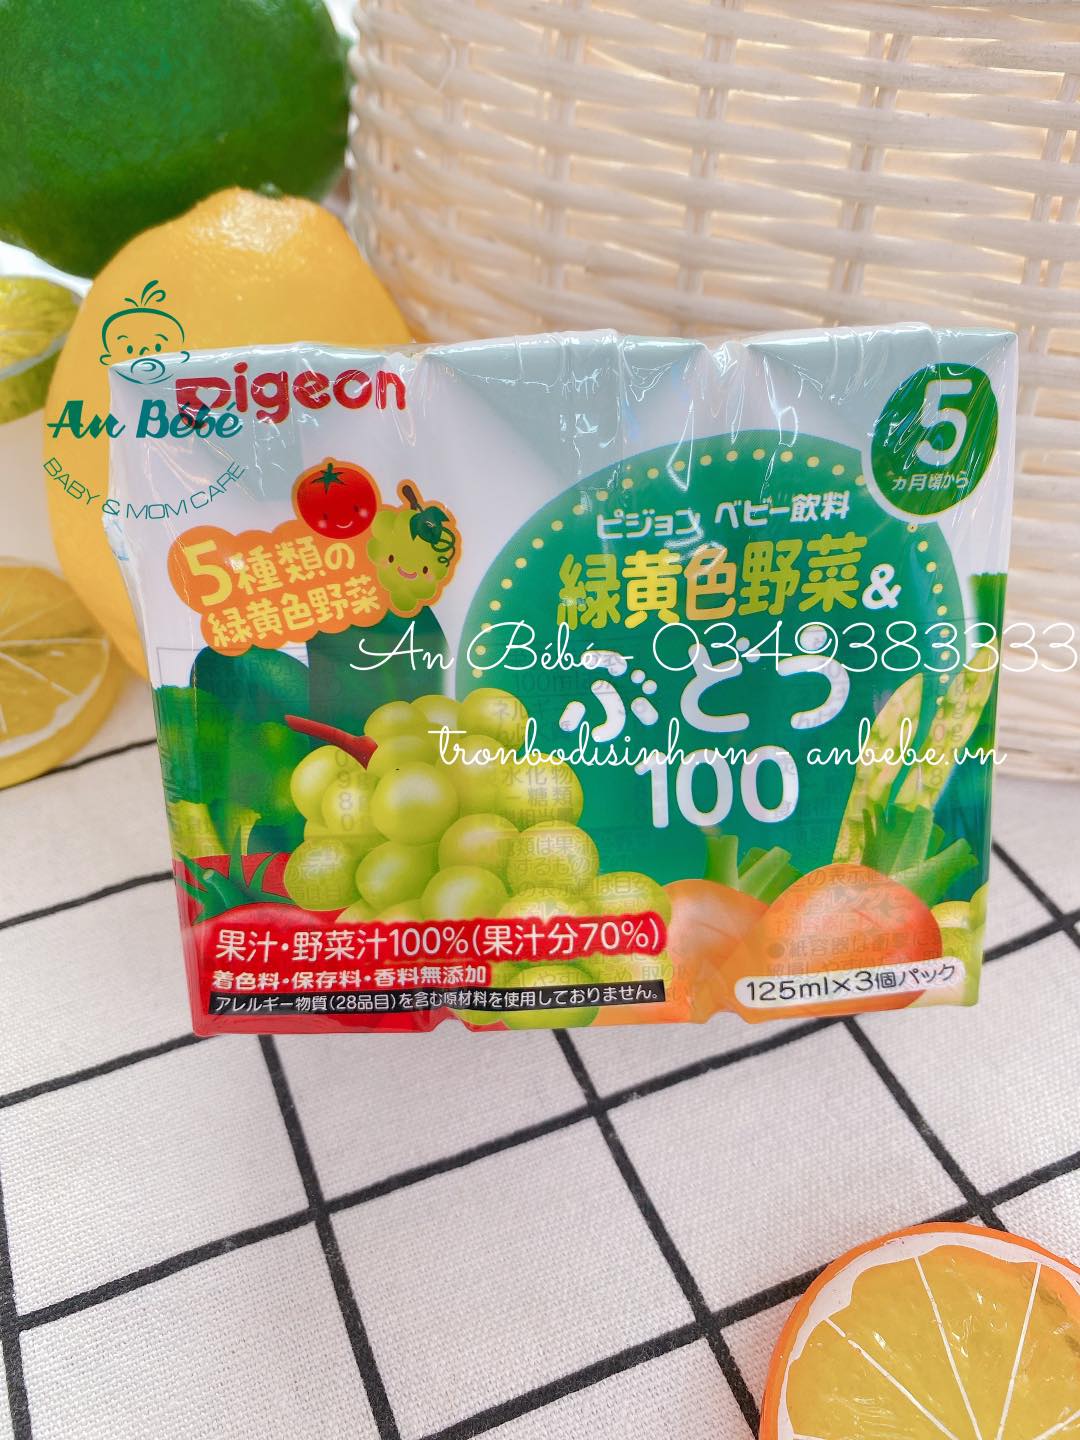 Pigeon
An Bébé
BABY & MOM CARE
5
カ月頃から
ピジョン ベビー飲料
緑黄色野菜&
ぶどう
100
5種類の
緑黄色野菜
An Bébé - 0349383333
tronbodisinh.vn - anbebe.vn
果汁・野菜汁100%(果汁分70%)
着色料・保存料・香料無添加
アレルギー物質(28品目)を含む原材料を使用しておりません。
125ml×3個パック